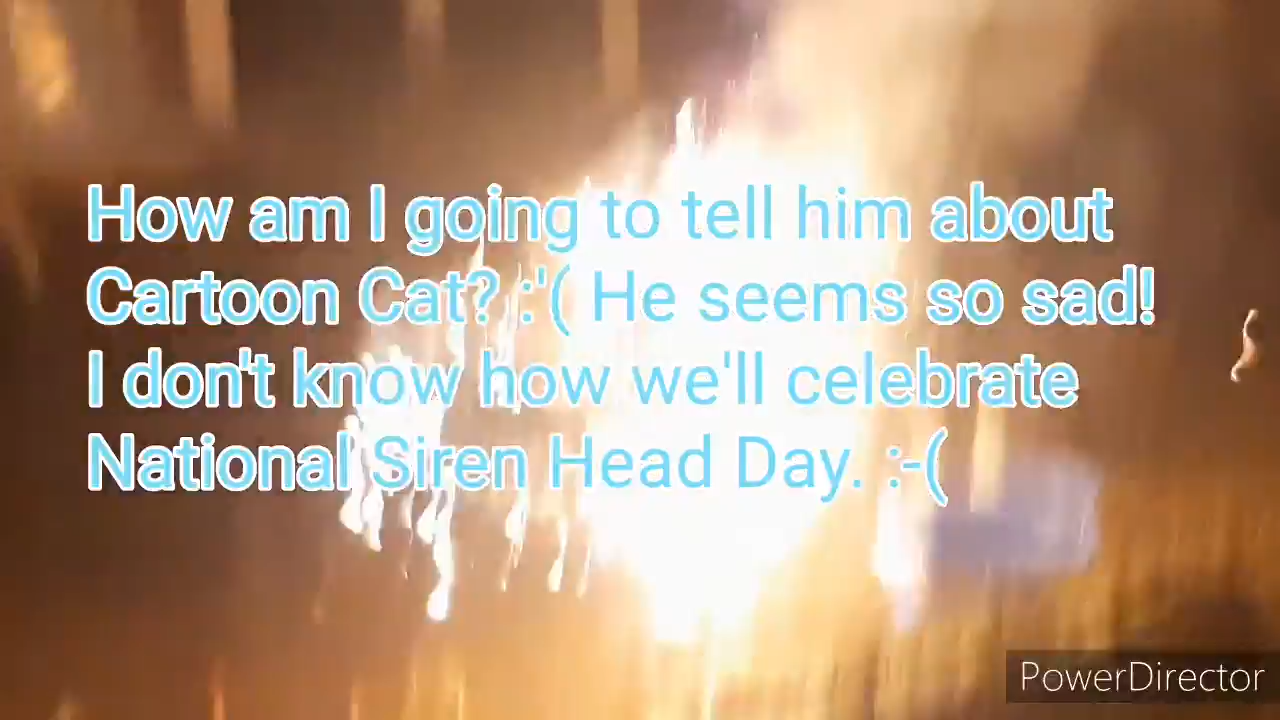 How am I going to tell him about
Cartoon Cat? :'( He seems so sad!
I don't know how we'll celebrate
National Siren Head Day. :-(
PowerDirector